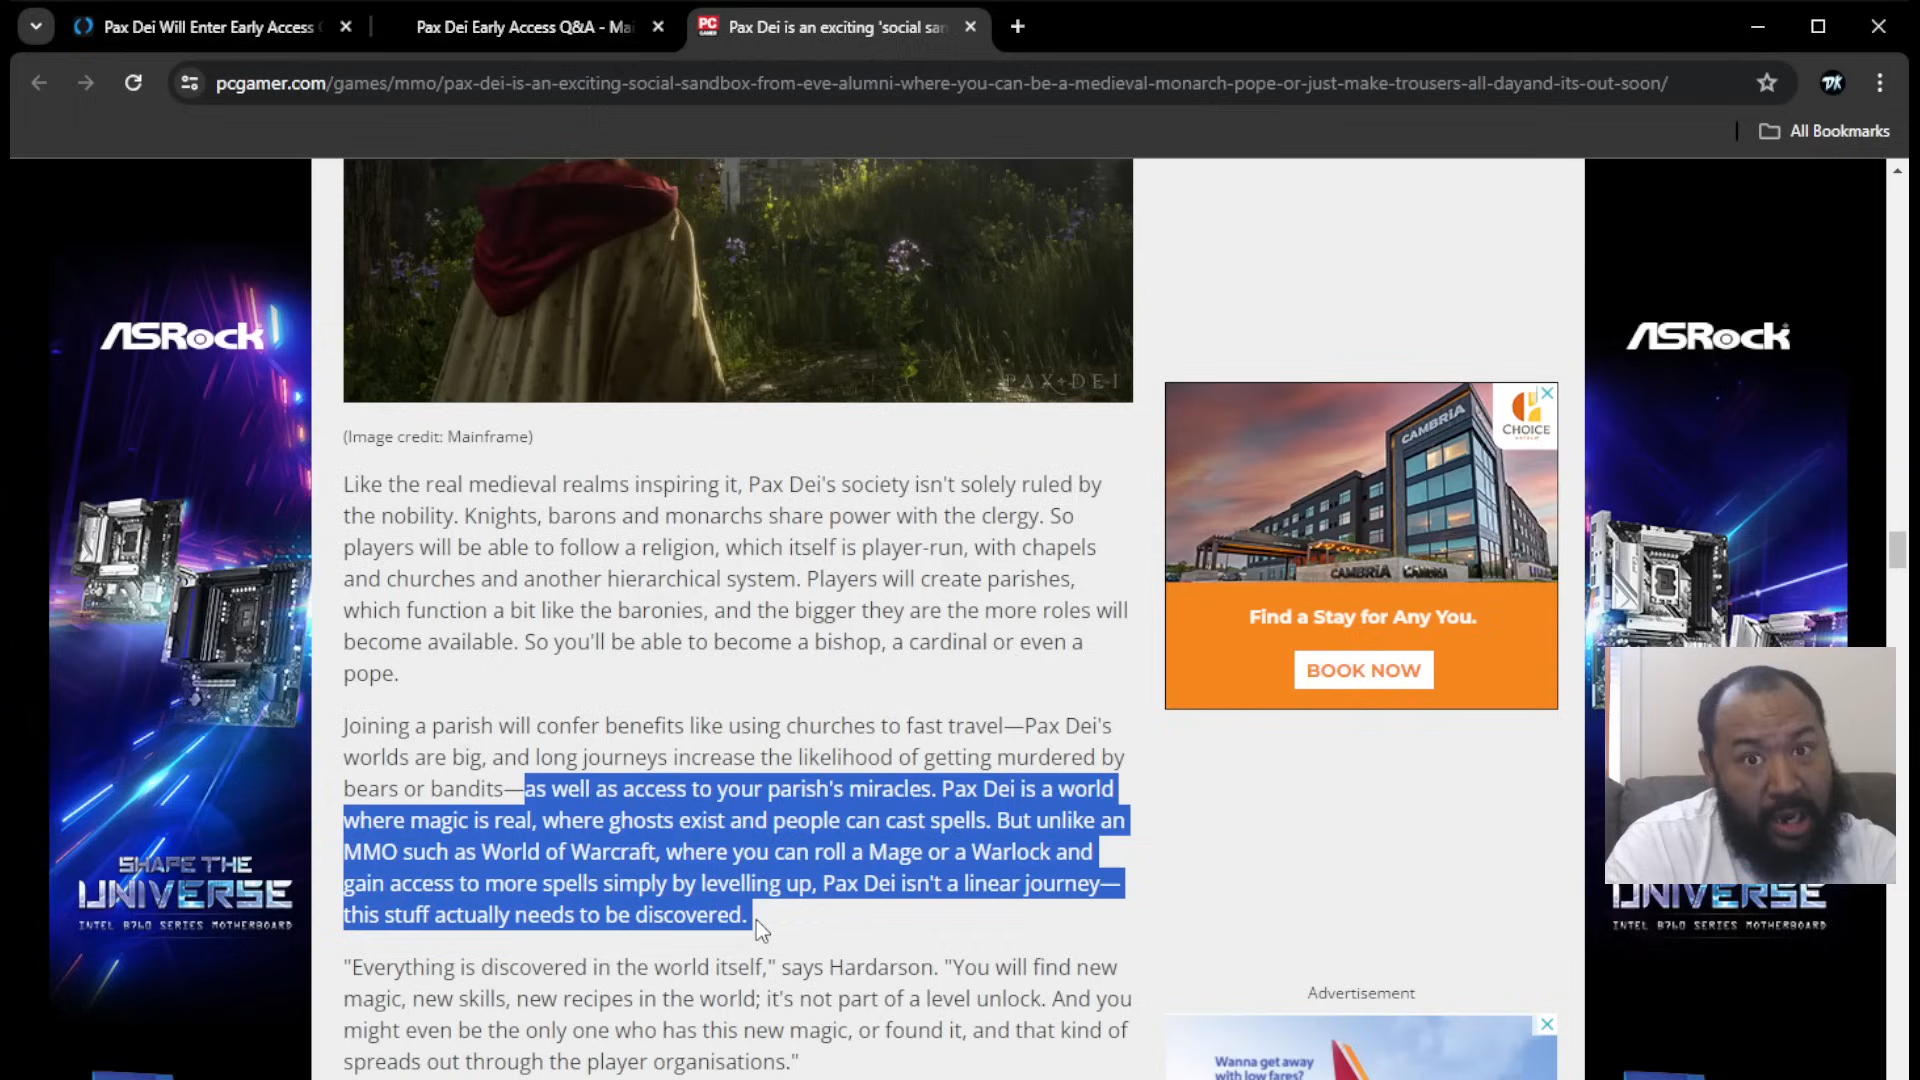 Pax Dei Will Enter Early Access
Pax Dei Early Access Q&A - Mai
PC GAMER
Pax Dei is an exciting 'social san
pcgamer.com/games/mmo/pax-dei-is-an-exciting-social-sandbox-from-eve-alumni-where-you-can-be-a-medieval-monarch-pope-or-just-make-trousers-all-dayand-its-out-soon/
DK
All Bookmarks
PAX DEI
(Image credit: Mainframe)
Like the real medieval realms inspiring it, Pax Dei's society isn't solely ruled by
the nobility. Knights, barons and monarchs share power with the clergy. So
players will be able to follow a religion, which itself is player-run, with chapels
and churches and another hierarchical system. Players will create parishes,
which function a bit like the baronies, and the bigger they are the more roles will
become available. So you'll be able to become a bishop, a cardinal or even a
pope.
Joining a parish will confer benefits like using churches to fast travel—Pax Dei's
worlds are big, and long journeys increase the likelihood of getting murdered by
bears or bandits—as well as access to your parish's miracles. Pax Dei is a world
where magic is real, where ghosts exist and people can cast spells. But unlike an
MMO such as World of Warcraft, where you can roll a Mage or a Warlock and
gain access to more spells simply by levelling up, Pax Dei isn't a linear journey—
this stuff actually needs to be discovered.
"Everything is discovered in the world itself," says Hardarson. "You will find new
magic, new skills, new recipes in the world; it's not part of a level unlock. And you
might even be the only one who has this new magic, or found it, and that kind of
spreads out through the player organisations."
ASRock
SHAPE THE
UNIVERSE
INTEL B760 SERIES MOTHERBOARD
CAMBRIA
CHOICE
HOTELS
CAMBRIA
CAMBRIA
Find a Stay for Any You.
BOOK NOW
Advertisement
Wanna get away
with low fares?
ASRock
UNIVERSE
INTEL B760 SERIES MOTHERBOARD